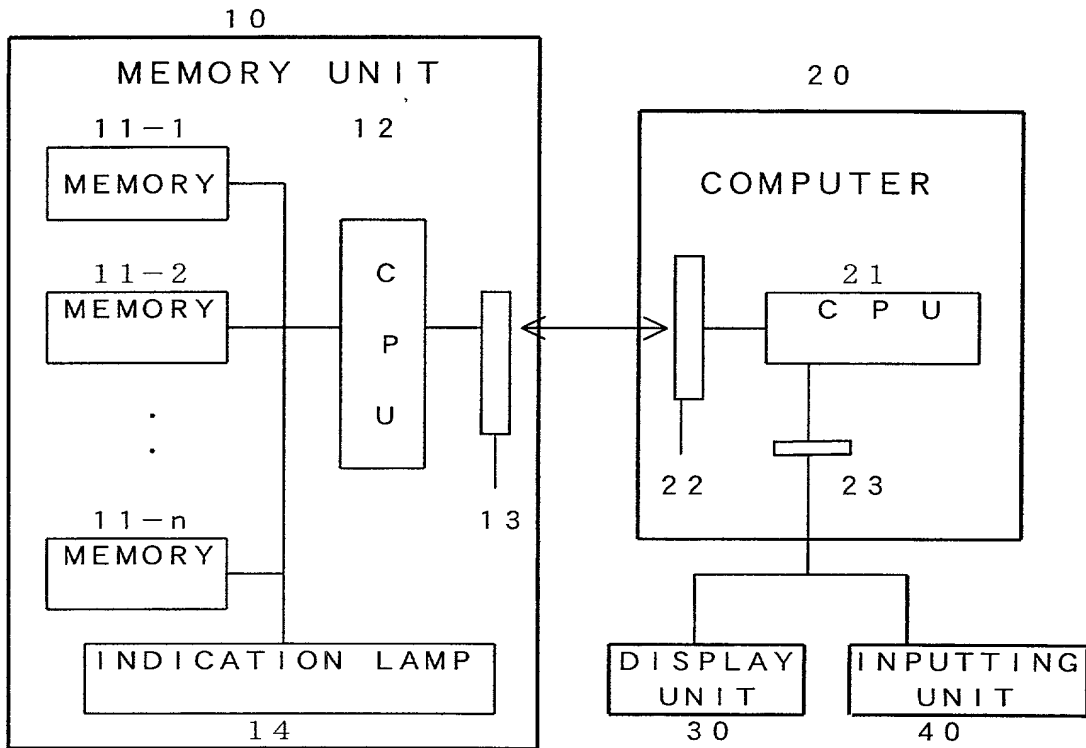 10
MEMORY UNIT
11-1
MEMORY
12
11-2
MEMORY
C
P
U
.
.
11-n
MEMORY
13
INDICATION LAMP
14
20
COMPUTER
21
C P U
22
23
DISPLAY
UNIT
30
INPUTTING
UNIT
40